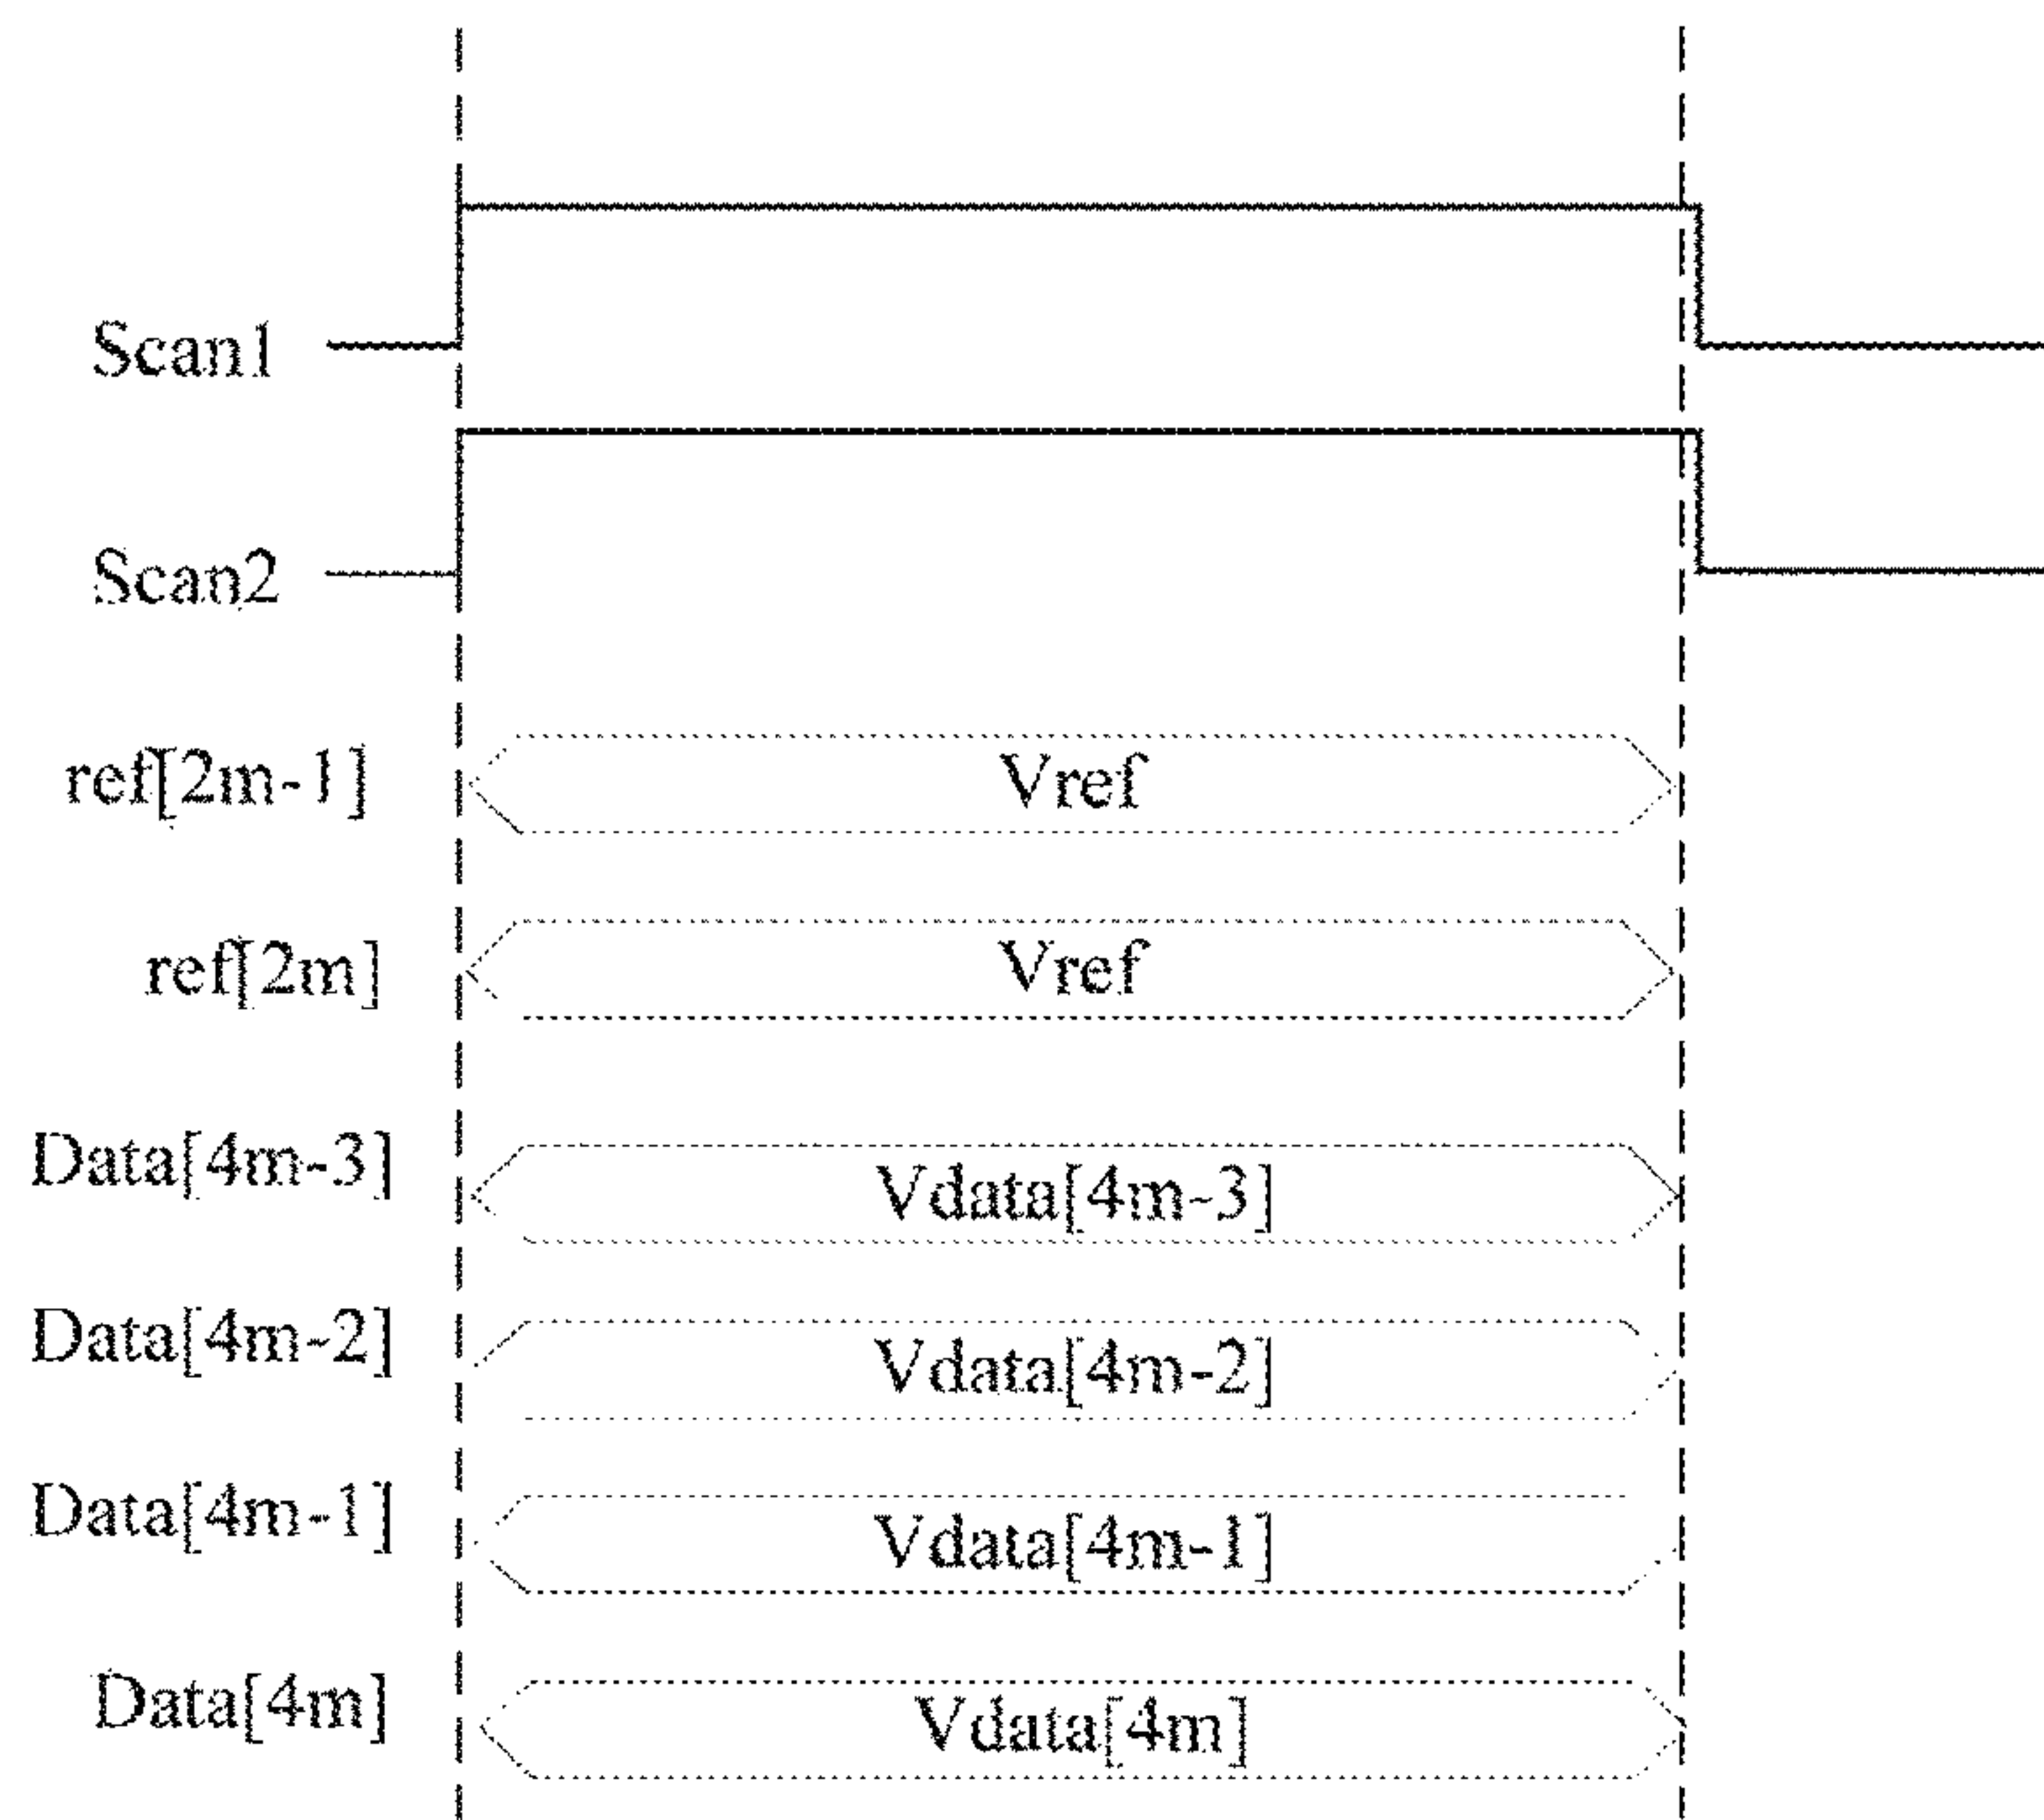 Scan1
Scan2
ref[2m-1] Vref
ref[2m] Vref
Data[4m-3] Vdata[4m-3]
Data[4m-2] Vdata[4m-2]
Data[4m-1] Vdata[4m-1]
Data[4m] Vdata[4m]